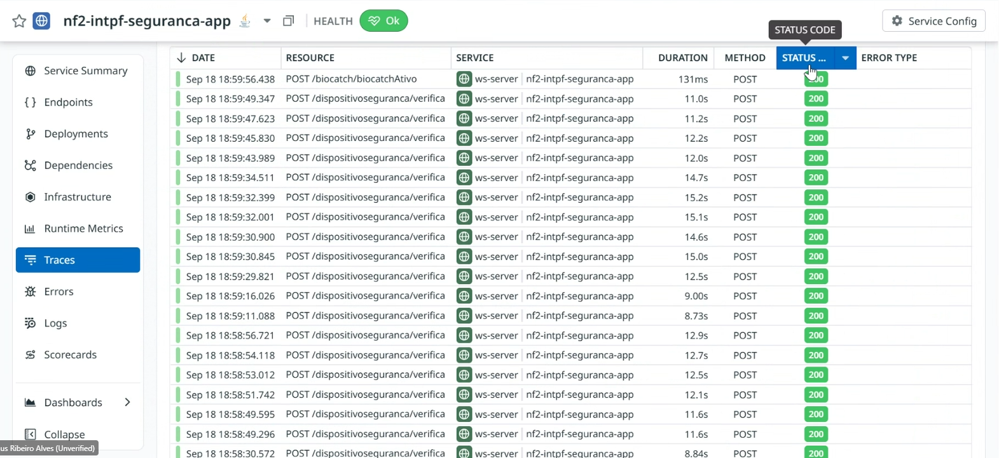 nf2-intpf-seguranca-app HEALTH Ok Service Config
STATUS CODE
Service Summary
Endpoints
Deployments
Dependencies
Infrastructure
Runtime Metrics
Traces
Errors
Logs
Scorecards
Dashboards
Collapse
us Ribeiro Alves (Unverified)
DATE RESOURCE SERVICE DURATION METHOD STATUS ... ERROR TYPE
Sep 18 18:59:56.438 POST /biocatch/biocatchAtivo ws-server nf2-intpf-seguranca-app 131ms POST
Sep 18 18:59:49.347 POST /dispositivoseguranca/verifica ws-server nf2-intpf-seguranca-app 11.0s POST 200
Sep 18 18:59:47.623 POST /dispositivoseguranca/verifica ws-server nf2-intpf-seguranca-app 11.2s POST 200
Sep 18 18:59:45.830 POST /dispositivoseguranca/verifica ws-server nf2-intpf-seguranca-app 12.2s POST 200
Sep 18 18:59:43.989 POST /dispositivoseguranca/verifica ws-server nf2-intpf-seguranca-app 12.0s POST 200
Sep 18 18:59:34.511 POST /dispositivoseguranca/verifica ws-server nf2-intpf-seguranca-app 14.7s POST 200
Sep 18 18:59:32.399 POST /dispositivoseguranca/verifica ws-server nf2-intpf-seguranca-app 15.2s POST 200
Sep 18 18:59:32.001 POST /dispositivoseguranca/verifica ws-server nf2-intpf-seguranca-app 15.1s POST 200
Sep 18 18:59:30.900 POST /dispositivoseguranca/verifica ws-server nf2-intpf-seguranca-app 14.6s POST 200
Sep 18 18:59:30.845 POST /dispositivoseguranca/verifica ws-server nf2-intpf-seguranca-app 15.0s POST 200
Sep 18 18:59:29.821 POST /dispositivoseguranca/verifica ws-server nf2-intpf-seguranca-app 12.5s POST 200
Sep 18 18:59:16.026 POST /dispositivoseguranca/verifica ws-server nf2-intpf-seguranca-app 9.00s POST 200
Sep 18 18:59:11.088 POST /dispositivoseguranca/verifica ws-server nf2-intpf-seguranca-app 8.73s POST 200
Sep 18 18:58:56.721 POST /dispositivoseguranca/verifica ws-server nf2-intpf-seguranca-app 12.9s POST 200
Sep 18 18:58:54.118 POST /dispositivoseguranca/verifica ws-server nf2-intpf-seguranca-app 12.7s POST 200
Sep 18 18:58:53.012 POST /dispositivoseguranca/verifica ws-server nf2-intpf-seguranca-app 12.5s POST 200
Sep 18 18:58:51.742 POST /dispositivoseguranca/verifica ws-server nf2-intpf-seguranca-app 12.1s POST 200
Sep 18 18:58:49.595 POST /dispositivoseguranca/verifica ws-server nf2-intpf-seguranca-app 11.6s POST 200
Sep 18 18:58:49.296 POST /dispositivoseguranca/verifica ws-server nf2-intpf-seguranca-app 11.6s POST 200
Sep 18 18:58:30.572 POST /dispositivoseguranca/verifica ws-server nf2-intpf-seguranca-app 8.84s POST 200